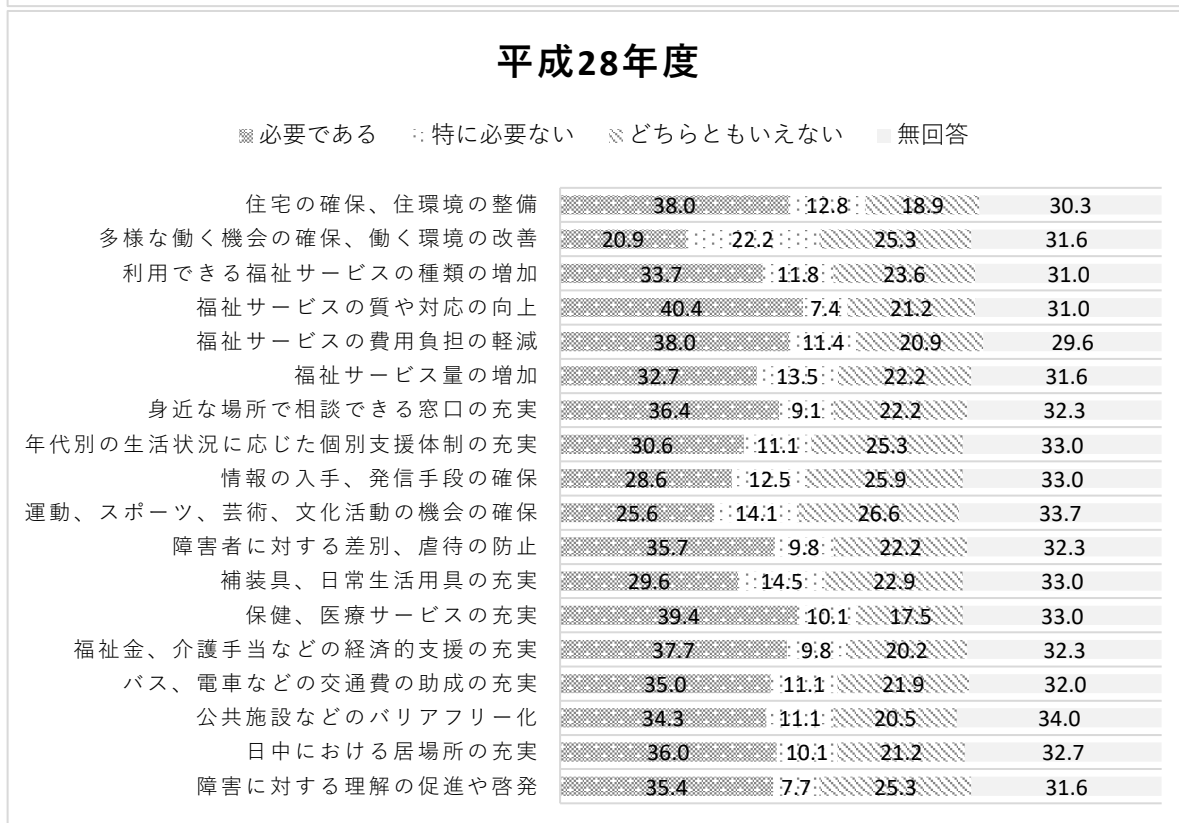 平成28年度
必要である 特に必要ない どちらともいえない 無回答
住宅の確保、住環境の整備 38.0 12.8 18.9 30.3
多様な働く機会の確保、働く環境の改善 20.9 22.2 25.3 31.6
利用できる福祉サービスの種類の増加 33.7 11.8 23.6 31.0
福祉サービスの質や対応の向上 40.4 7.4 21.2 31.0
福祉サービスの費用負担の軽減 38.0 11.4 20.9 29.6
福祉サービス量の増加 32.7 13.5 22.2 31.6
身近な場所で相談できる窓口の充実 36.4 9.1 22.2 32.3
年代別の生活状況に応じた個別支援体制の充実 30.6 11.1 25.3 33.0
情報の入手、発信手段の確保 28.6 12.5 25.9 33.0
運動、スポーツ、芸術、文化活動の機会の確保 25.6 14.1 26.6 33.7
障害者に対する差別、虐待の防止 35.7 9.8 22.2 32.3
補装具、日常生活用具の充実 29.6 14.5 22.9 33.0
保健、医療サービスの充実 39.4 10.1 17.5 33.0
福祉金、介護手当などの経済的支援の充実 37.7 9.8 20.2 32.3
バス、電車などの交通費の助成の充実 35.0 11.1 21.9 32.0
公共施設などのバリアフリー化 34.3 11.1 20.5 34.0
日中における居場所の充実 36.0 10.1 21.2 32.7
障害に対する理解の促進や啓発 35.4 7.7 25.3 31.6